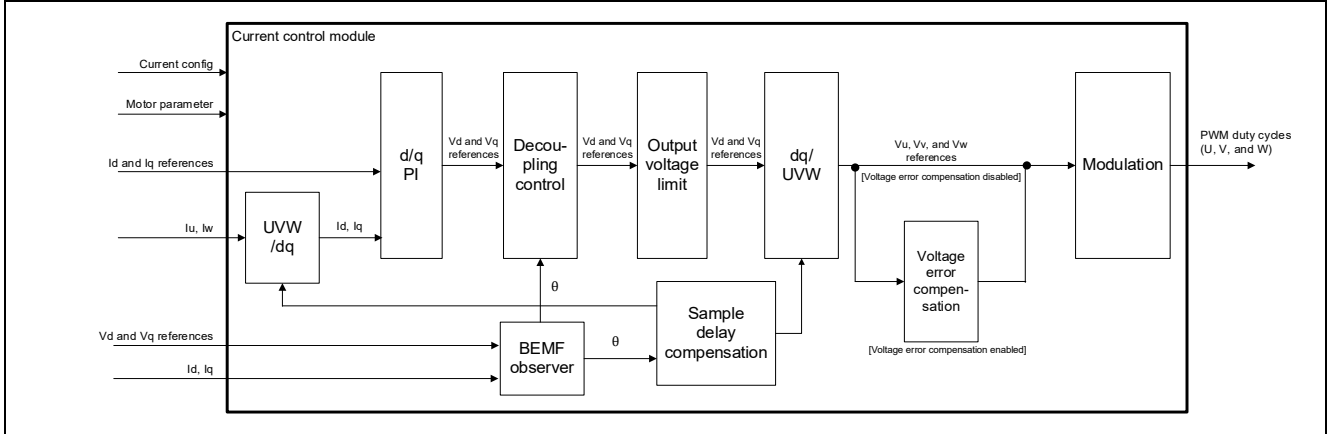 Current control module
Current config
Motor parameter
Id and Iq references
Iu, Iw
UVW
/dq
Id, Iq
d/q
PI
Vd and Vq
references
Decou-
pling
control
Vd and Vq
references
Output
voltage
limit
Vd and Vq
references
dq/
UVW
Vu, Vv, and Vw
references
[Voltage error compensation disabled]
Voltage
error
compen-
sation
[Voltage error compensation enabled]
Modulation
PWM duty cycles
(U, V, and W)
θ
Vd and Vq references
Id, Iq
BEMF
observer
θ
Sample
delay
compensation